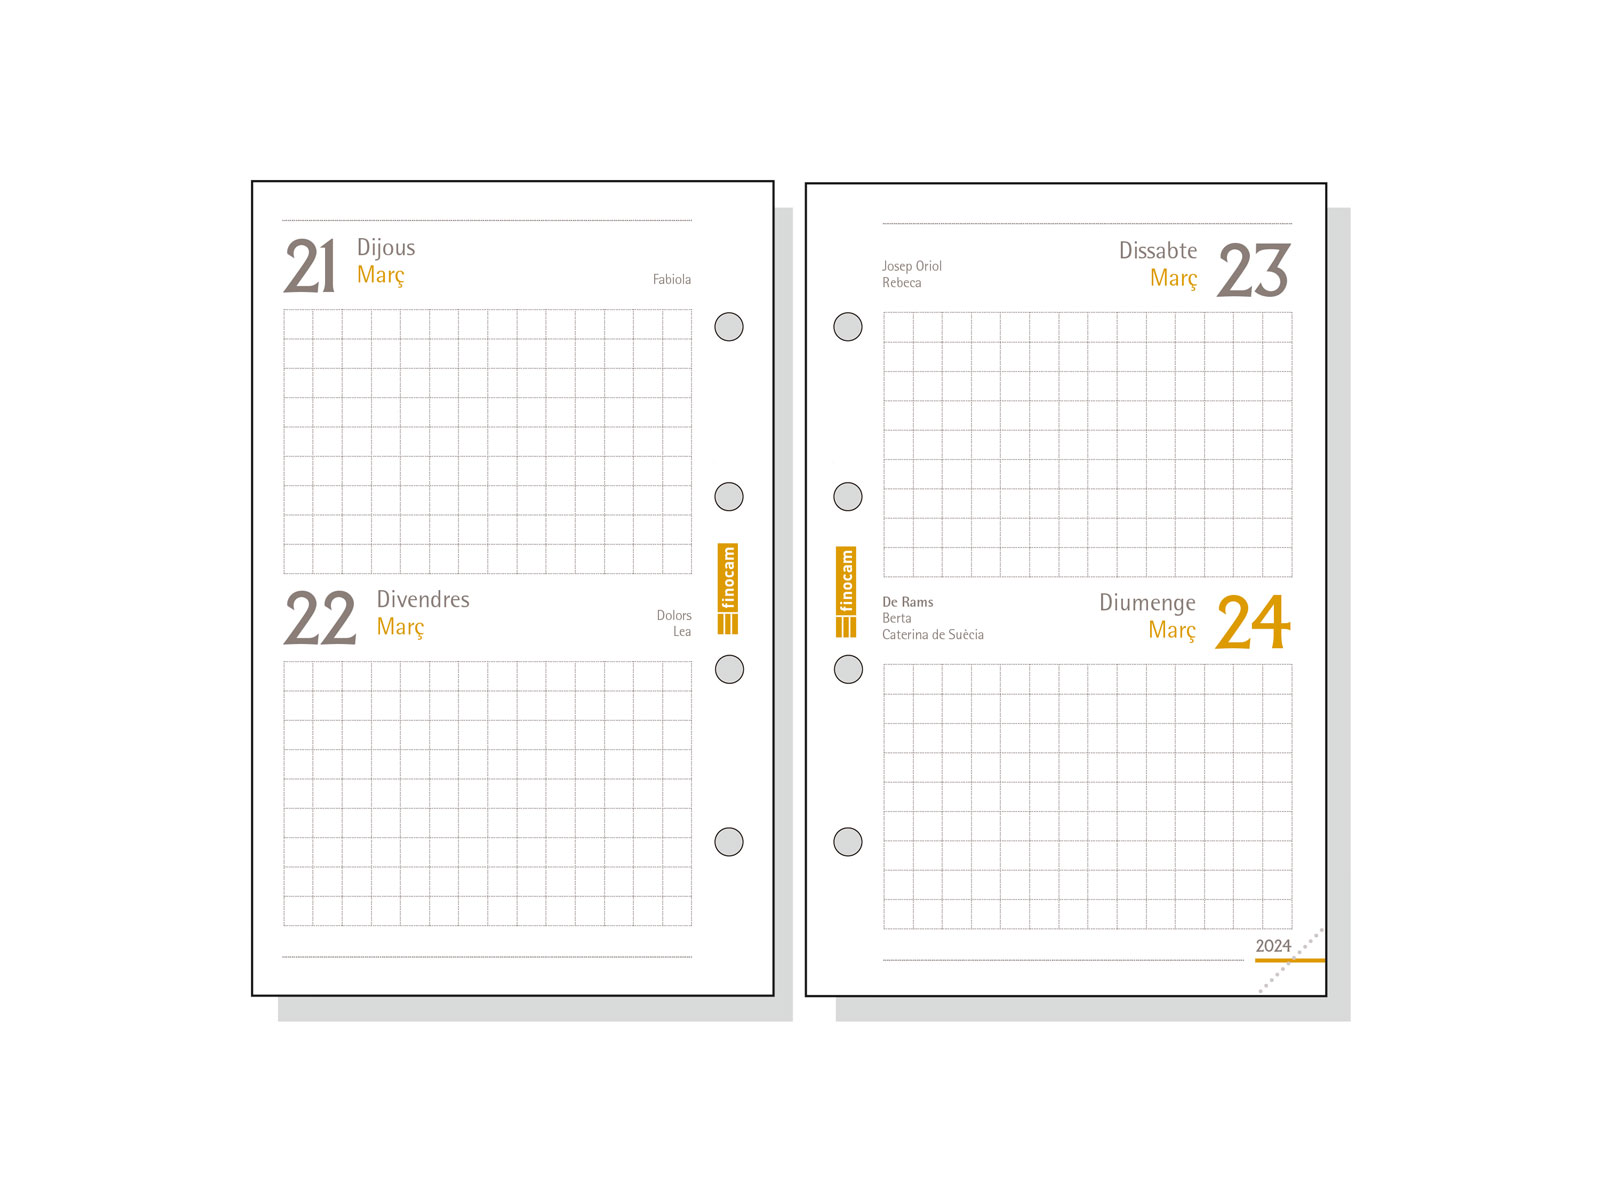 21
Dijous
Març
Fabiola
22
Divendres
Març
Dolors
Lea
finocam
Josep Oriol
Rebeca
Dissabte
Març
23
finocam
De Rams
Berta
Caterina de Suècia
Diumenge
Març
24
2024